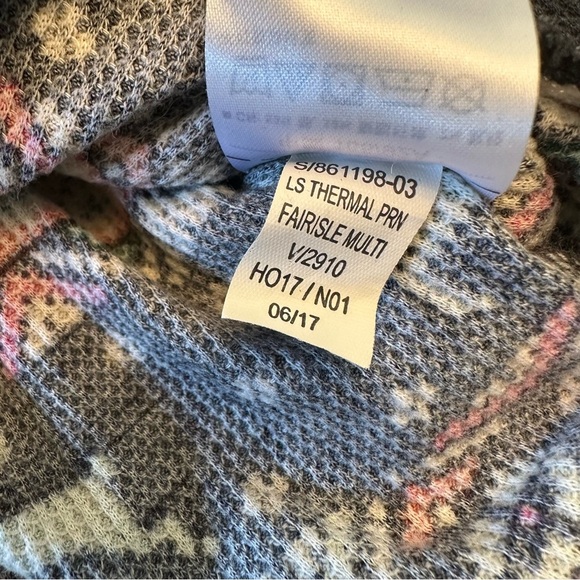 S/861198-03
LS THERMAL PRN
FAIRISLE MULTI
V/2910
HO17 / N01
06/17